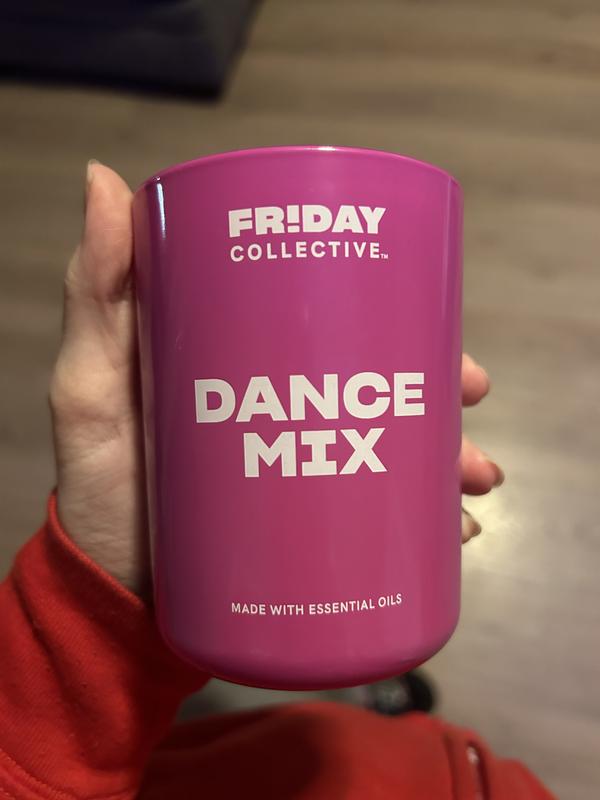 FR!DAY
COLLECTIVE™
DANCE
MIX
MADE WITH ESSENTIAL OILS